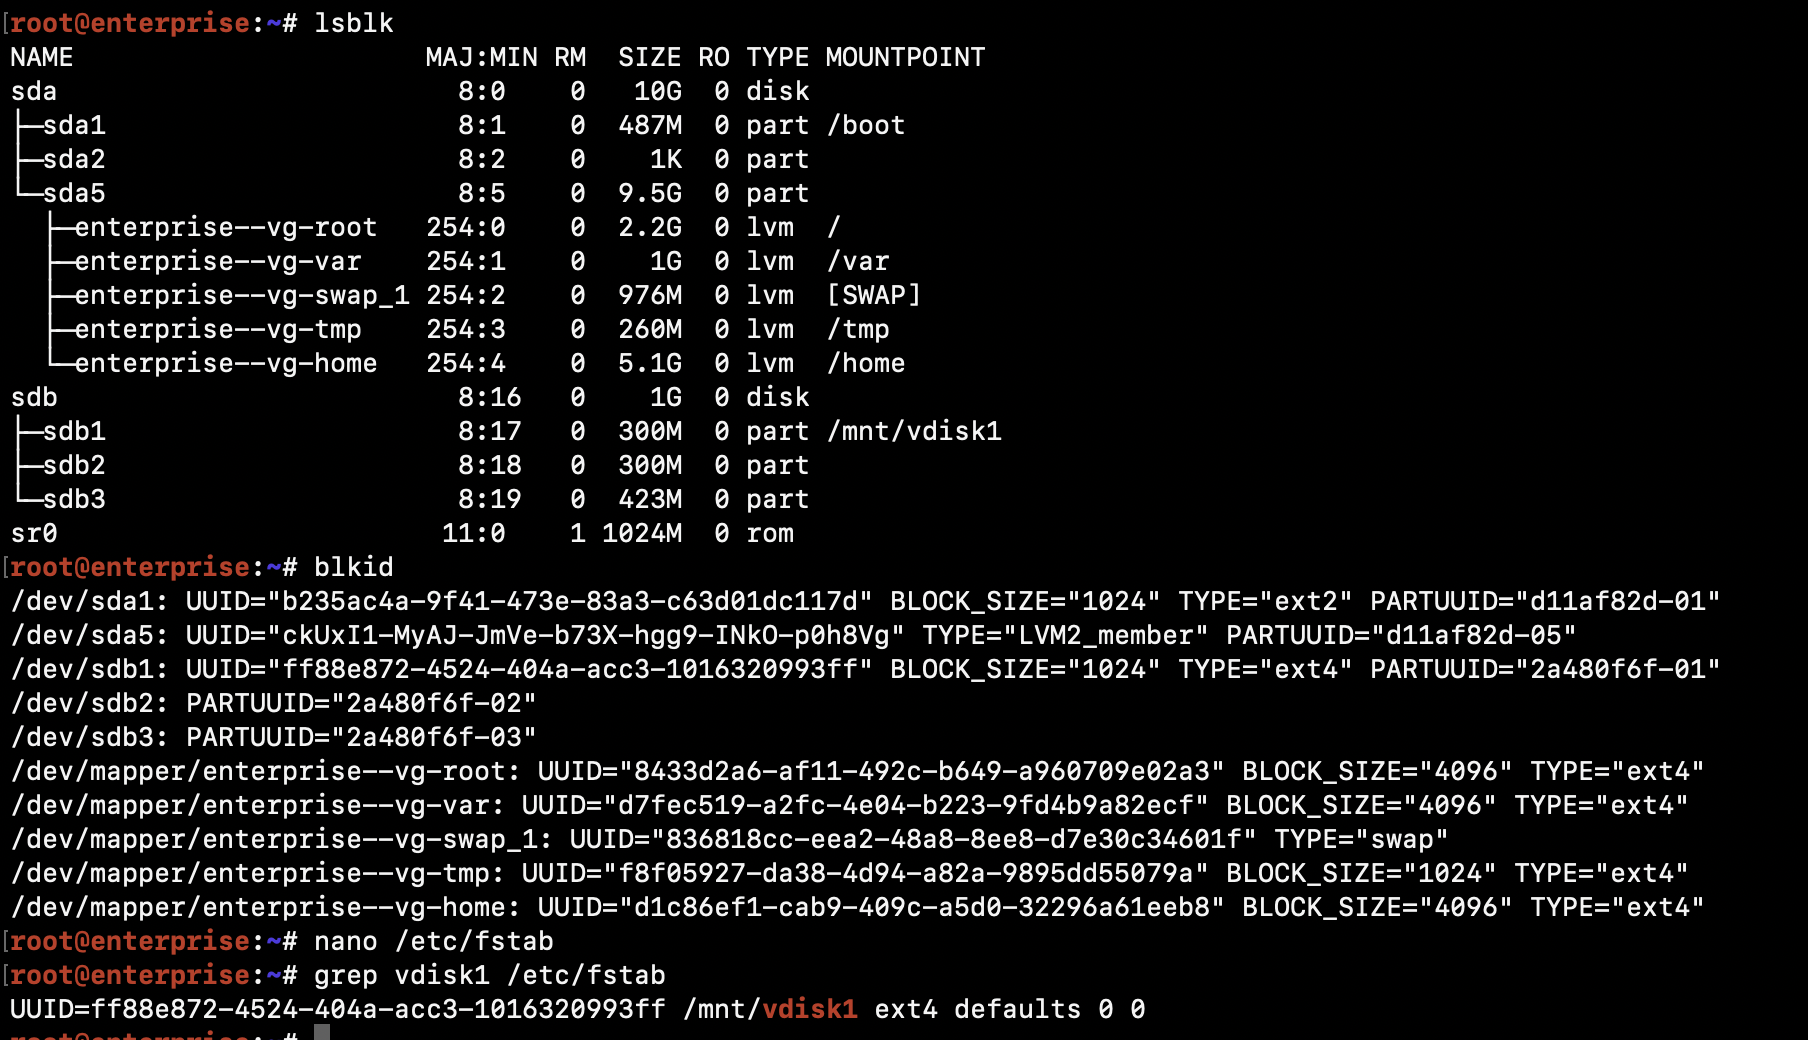 [root@enterprise:~# lsblk
NAME                      MAJ:MIN RM   SIZE RO TYPE MOUNTPOINT
sda                         8:0    0    10G  0 disk
├─sda1                      8:1    0   487M  0 part /boot
├─sda2                      8:2    0     1K  0 part
└─sda5                      8:5    0   9.5G  0 part
  ├─enterprise--vg-root   254:0    0   2.2G  0 lvm  /
  ├─enterprise--vg-var    254:1    0     1G  0 lvm  /var
  ├─enterprise--vg-swap_1 254:2    0   976M  0 lvm  [SWAP]
  ├─enterprise--vg-tmp    254:3    0   260M  0 lvm  /tmp
  └─enterprise--vg-home   254:4    0   5.1G  0 lvm  /home
sdb                         8:16   0     1G  0 disk
├─sdb1                      8:17   0   300M  0 part /mnt/vdisk1
├─sdb2                      8:18   0   300M  0 part
└─sdb3                      8:19   0   423M  0 part
sr0                        11:0    1  1024M  0 rom
[root@enterprise:~# blkid
/dev/sda1: UUID="b235ac4a-9f41-473e-83a3-c63d01dc117d" BLOCK_SIZE="1024" TYPE="ext2" PARTUUID="d11af82d-01"
/dev/sda5: UUID="ckUxI1-MyAJ-JmVe-b73X-hgg9-INkO-p0h8Vg" TYPE="LVM2_member" PARTUUID="d11af82d-05"
/dev/sdb1: UUID="ff88e872-4524-404a-acc3-1016320993ff" BLOCK_SIZE="1024" TYPE="ext4" PARTUUID="2a480f6f-01"
/dev/sdb2: PARTUUID="2a480f6f-02"
/dev/sdb3: PARTUUID="2a480f6f-03"
/dev/mapper/enterprise--vg-root: UUID="8433d2a6-af11-492c-b649-a960709e02a3" BLOCK_SIZE="4096" TYPE="ext4"
/dev/mapper/enterprise--vg-var: UUID="d7fec519-a2fc-4e04-b223-9fd4b9a82ecf" BLOCK_SIZE="4096" TYPE="ext4"
/dev/mapper/enterprise--vg-swap_1: UUID="836818cc-eea2-48a8-8ee8-d7e30c34601f" TYPE="swap"
/dev/mapper/enterprise--vg-tmp: UUID="f8f05927-da38-4d94-a82a-9895dd55079a" BLOCK_SIZE="1024" TYPE="ext4"
/dev/mapper/enterprise--vg-home: UUID="d1c86ef1-cab9-409c-a5d0-32296a61eeb8" BLOCK_SIZE="4096" TYPE="ext4"
[root@enterprise:~# nano /etc/fstab
[root@enterprise:~# grep vdisk1 /etc/fstab
UUID=ff88e872-4524-404a-acc3-1016320993ff /mnt/vdisk1 ext4 defaults 0 0
root@enterprise:~#